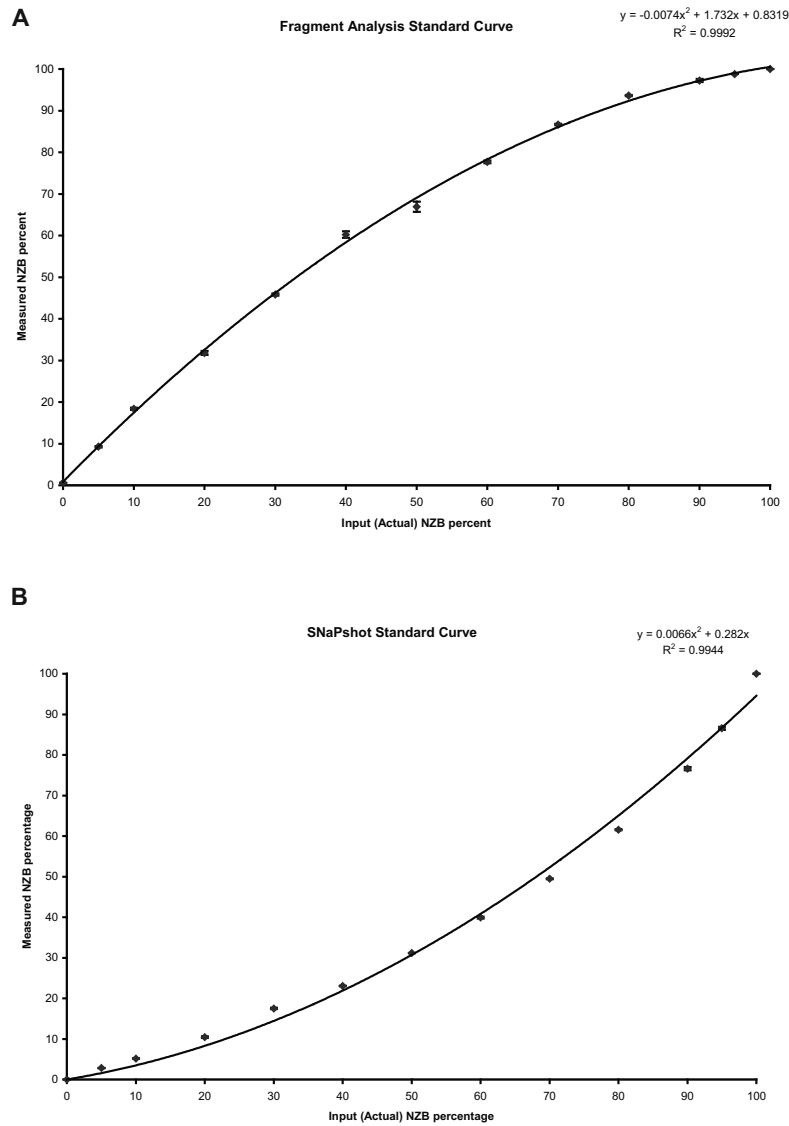 A
Fragment Analysis Standard Curve
y = -0.0074x² + 1.732x + 0.8319
R² = 0.9992
100
90
80
70
60
50
40
30
20
10
0
Measured NZB percent
0 10 20 30 40 50 60 70 80 90 100
Input (Actual) NZB percent
B
SNaPshot Standard Curve
y = 0.0066x² + 0.282x
R² = 0.9944
100
90
80
70
60
50
40
30
20
10
0
Measured NZB percentage
0 10 20 30 40 50 60 70 80 90 100
Input (Actual) NZB percentage